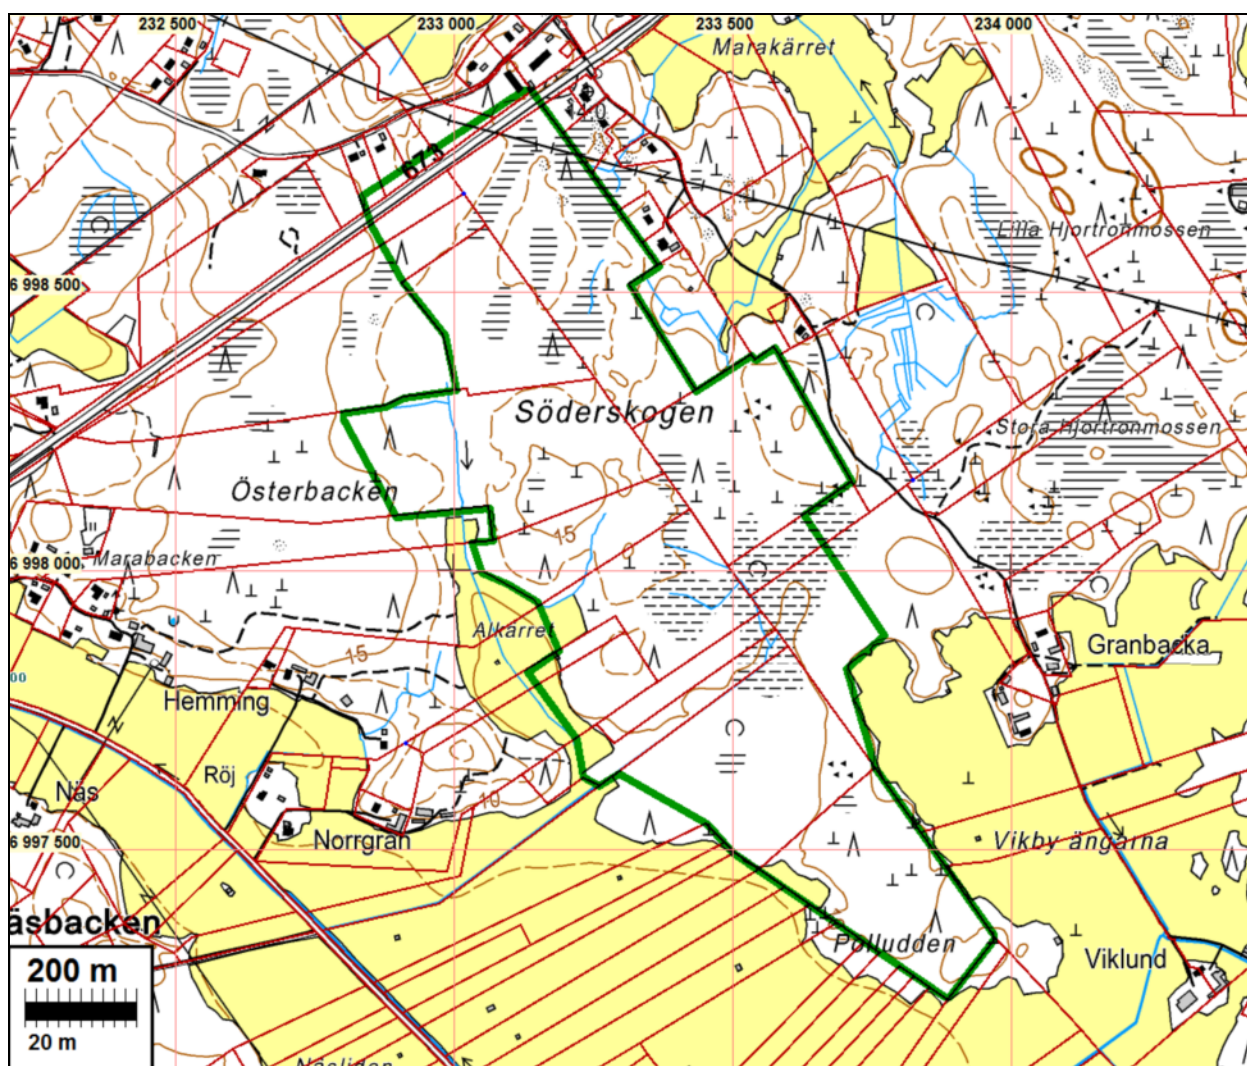 232 500
233 000
233 500
234 000
Marakärret
673
Lilla Hjortronmossen
6 998 500
Söderskogen
Stora Hjortronmossen
Österbacken
15
6 998 000
Marabacken
Alkärret
15
Granbacka
00
Hemming
Röj
Näs
10
Norrgran
6 997 500
Vikby ängarna
äsbacken
Polludden
Viklund
200 m
20 m